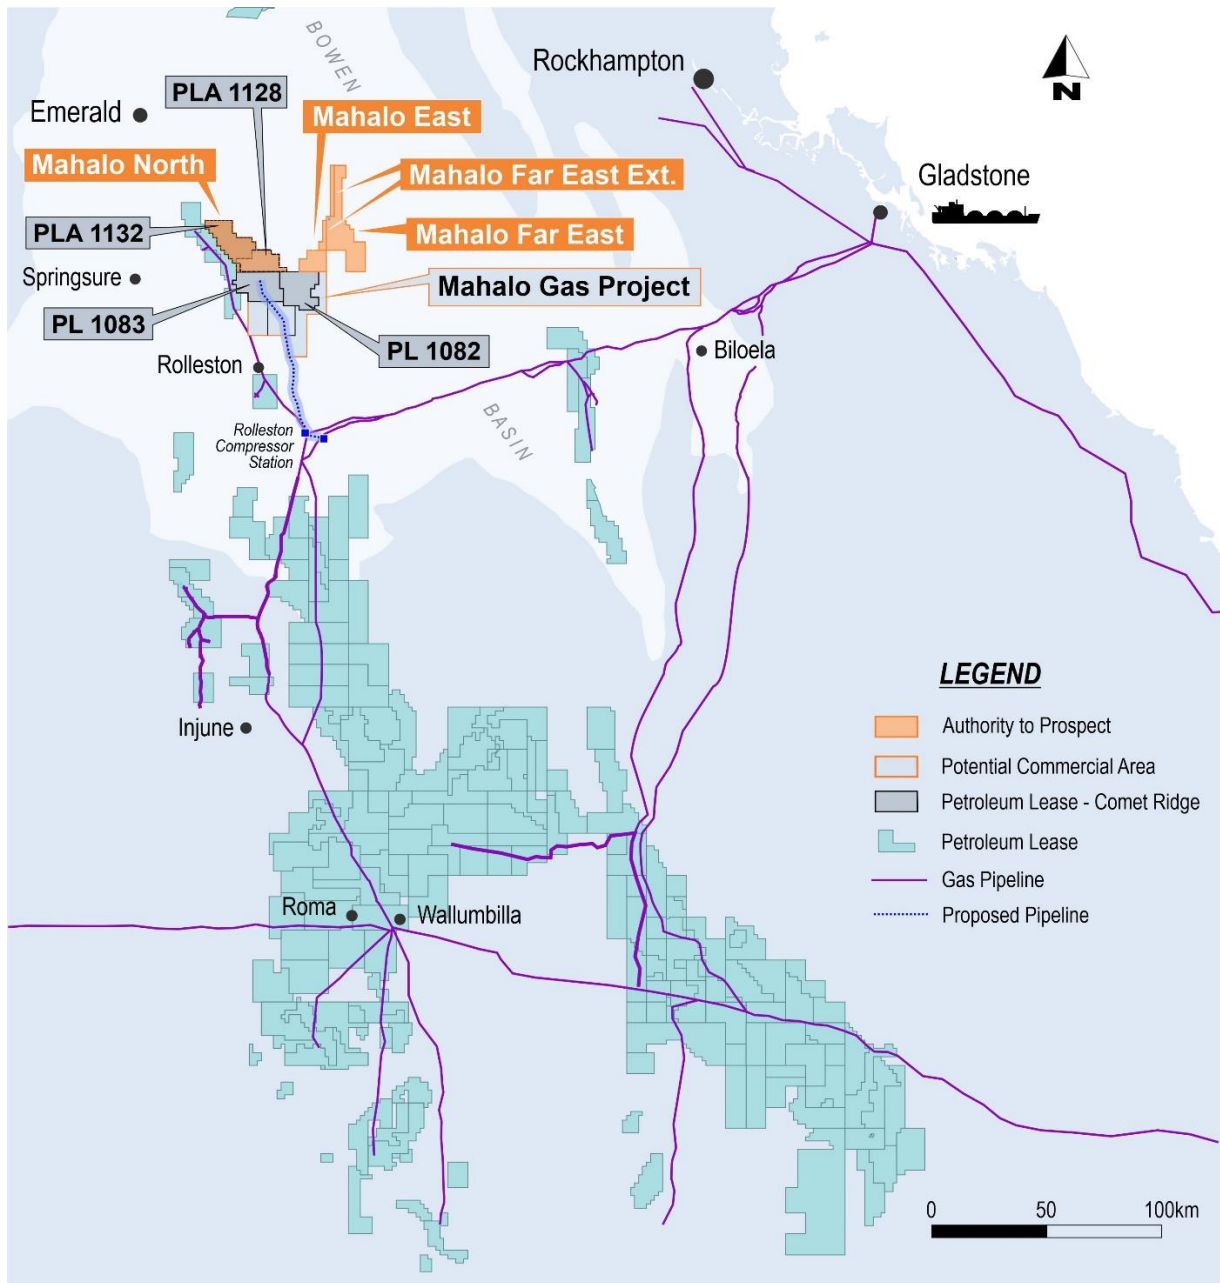 BOWEN
Rockhampton
N
PLA 1128
Emerald
Mahalo East
Mahalo North
Mahalo Far East Ext.
Gladstone
PLA 1132
Mahalo Far East
Springsure
Mahalo Gas Project
PL 1083
PL 1082
Biloela
Rolleston
BASIN
Rolleston
Compressor
Station
LEGEND
Injune
Authority to Prospect
Potential Commercial Area
Petroleum Lease - Comet Ridge
Petroleum Lease
Gas Pipeline
Roma
Wallumbilla
Proposed Pipeline
0 50 100km